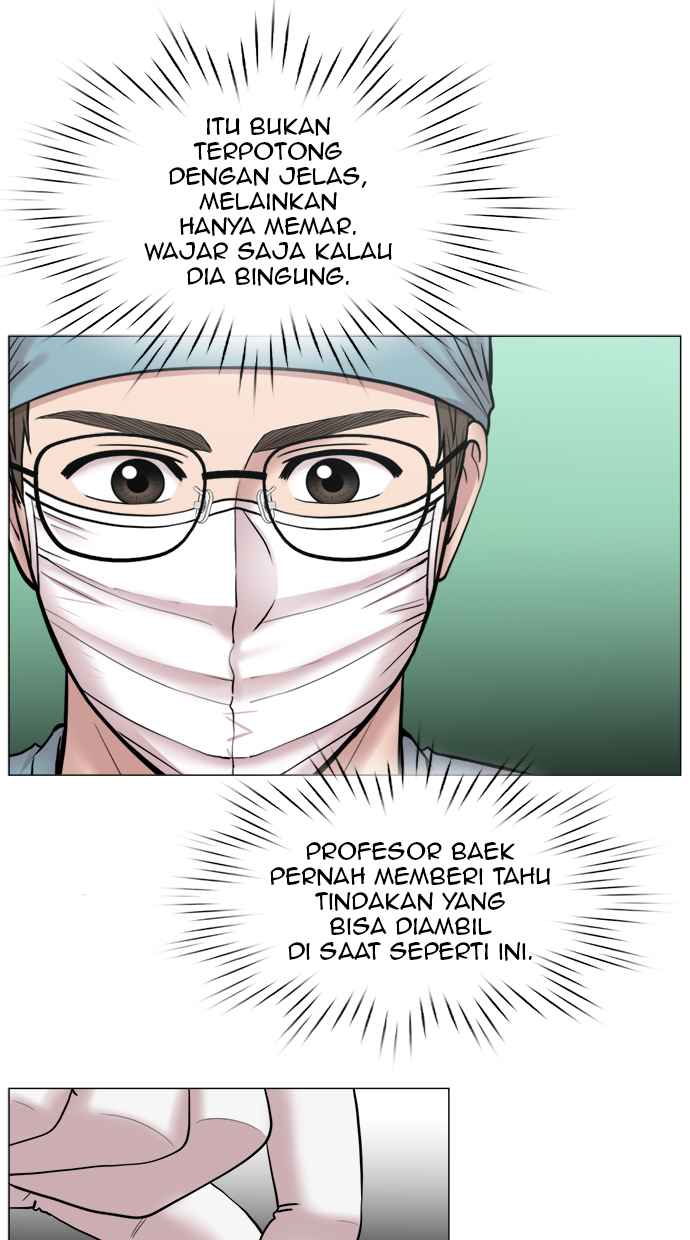 ITU BUKAN
TERPOTONG
DENGAN JELAS,
MELAINKAN
HANYA MEMAR.
WAJAR SAJA KALAU
DIA BINGUNG.
PROFESOR BAEK
PERNAH MEMBERI TAHU
TINDAKAN YANG
BISA DIAMBIL
DI SAAT SEPERTI INI.